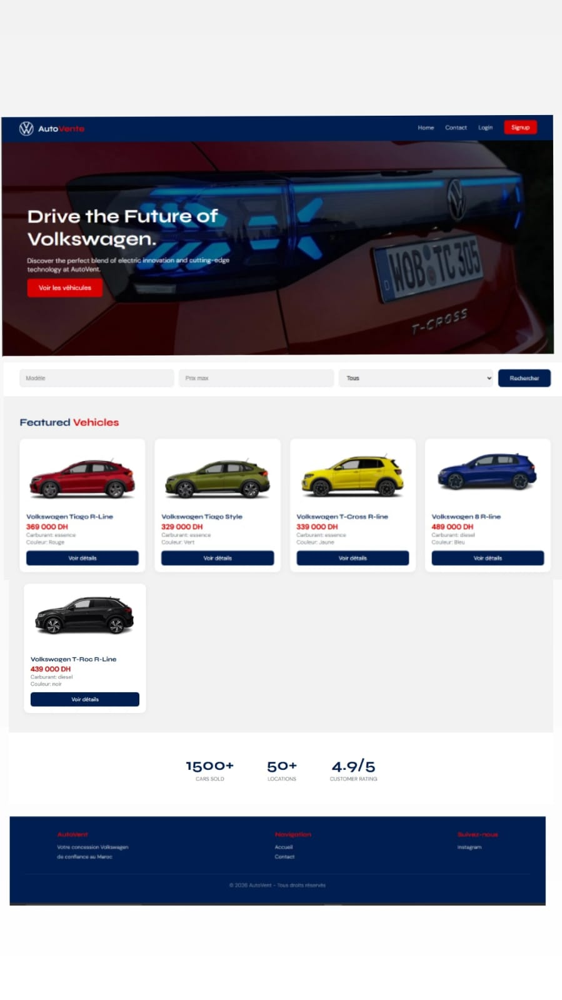 AutoVente
Home Contact Login Signup
Drive the Future of
Volkswagen.
Discover the perfect blend of electric innovation and cutting-edge
technology at AutoVent.
Voir les véhicules
WOB TC 305
D
T-CROSS
Modèle Prix max Tous Rechercher
Featured Vehicles
Volkswagen Tiago R-Line
369 000 DH
Carburant: essence
Couleur: Rouge
Voir détails
Volkswagen Tiago Style
329 000 DH
Carburant: essence
Couleur: Vert
Voir détails
Volkswagen T-Cross R-line
339 000 DH
Carburant: essence
Couleur: Jaune
Voir détails
Volkswagen 8 R-line
489 000 DH
Carburant: diesel
Couleur: Bleu
Voir détails
Volkswagen T-Roc R-Line
439 000 DH
Carburant: diesel
Couleur: noir
Voir détails
1500+
CARS SOLD
50+
LOCATIONS
4.9/5
CUSTOMER RATING
AutoVent
Votre concession Volkswagen
de confiance au Maroc
Navigation
Accueil
Contact
Suivez-nous
Instagram
© 2026 AutoVent - Tous droits réservés